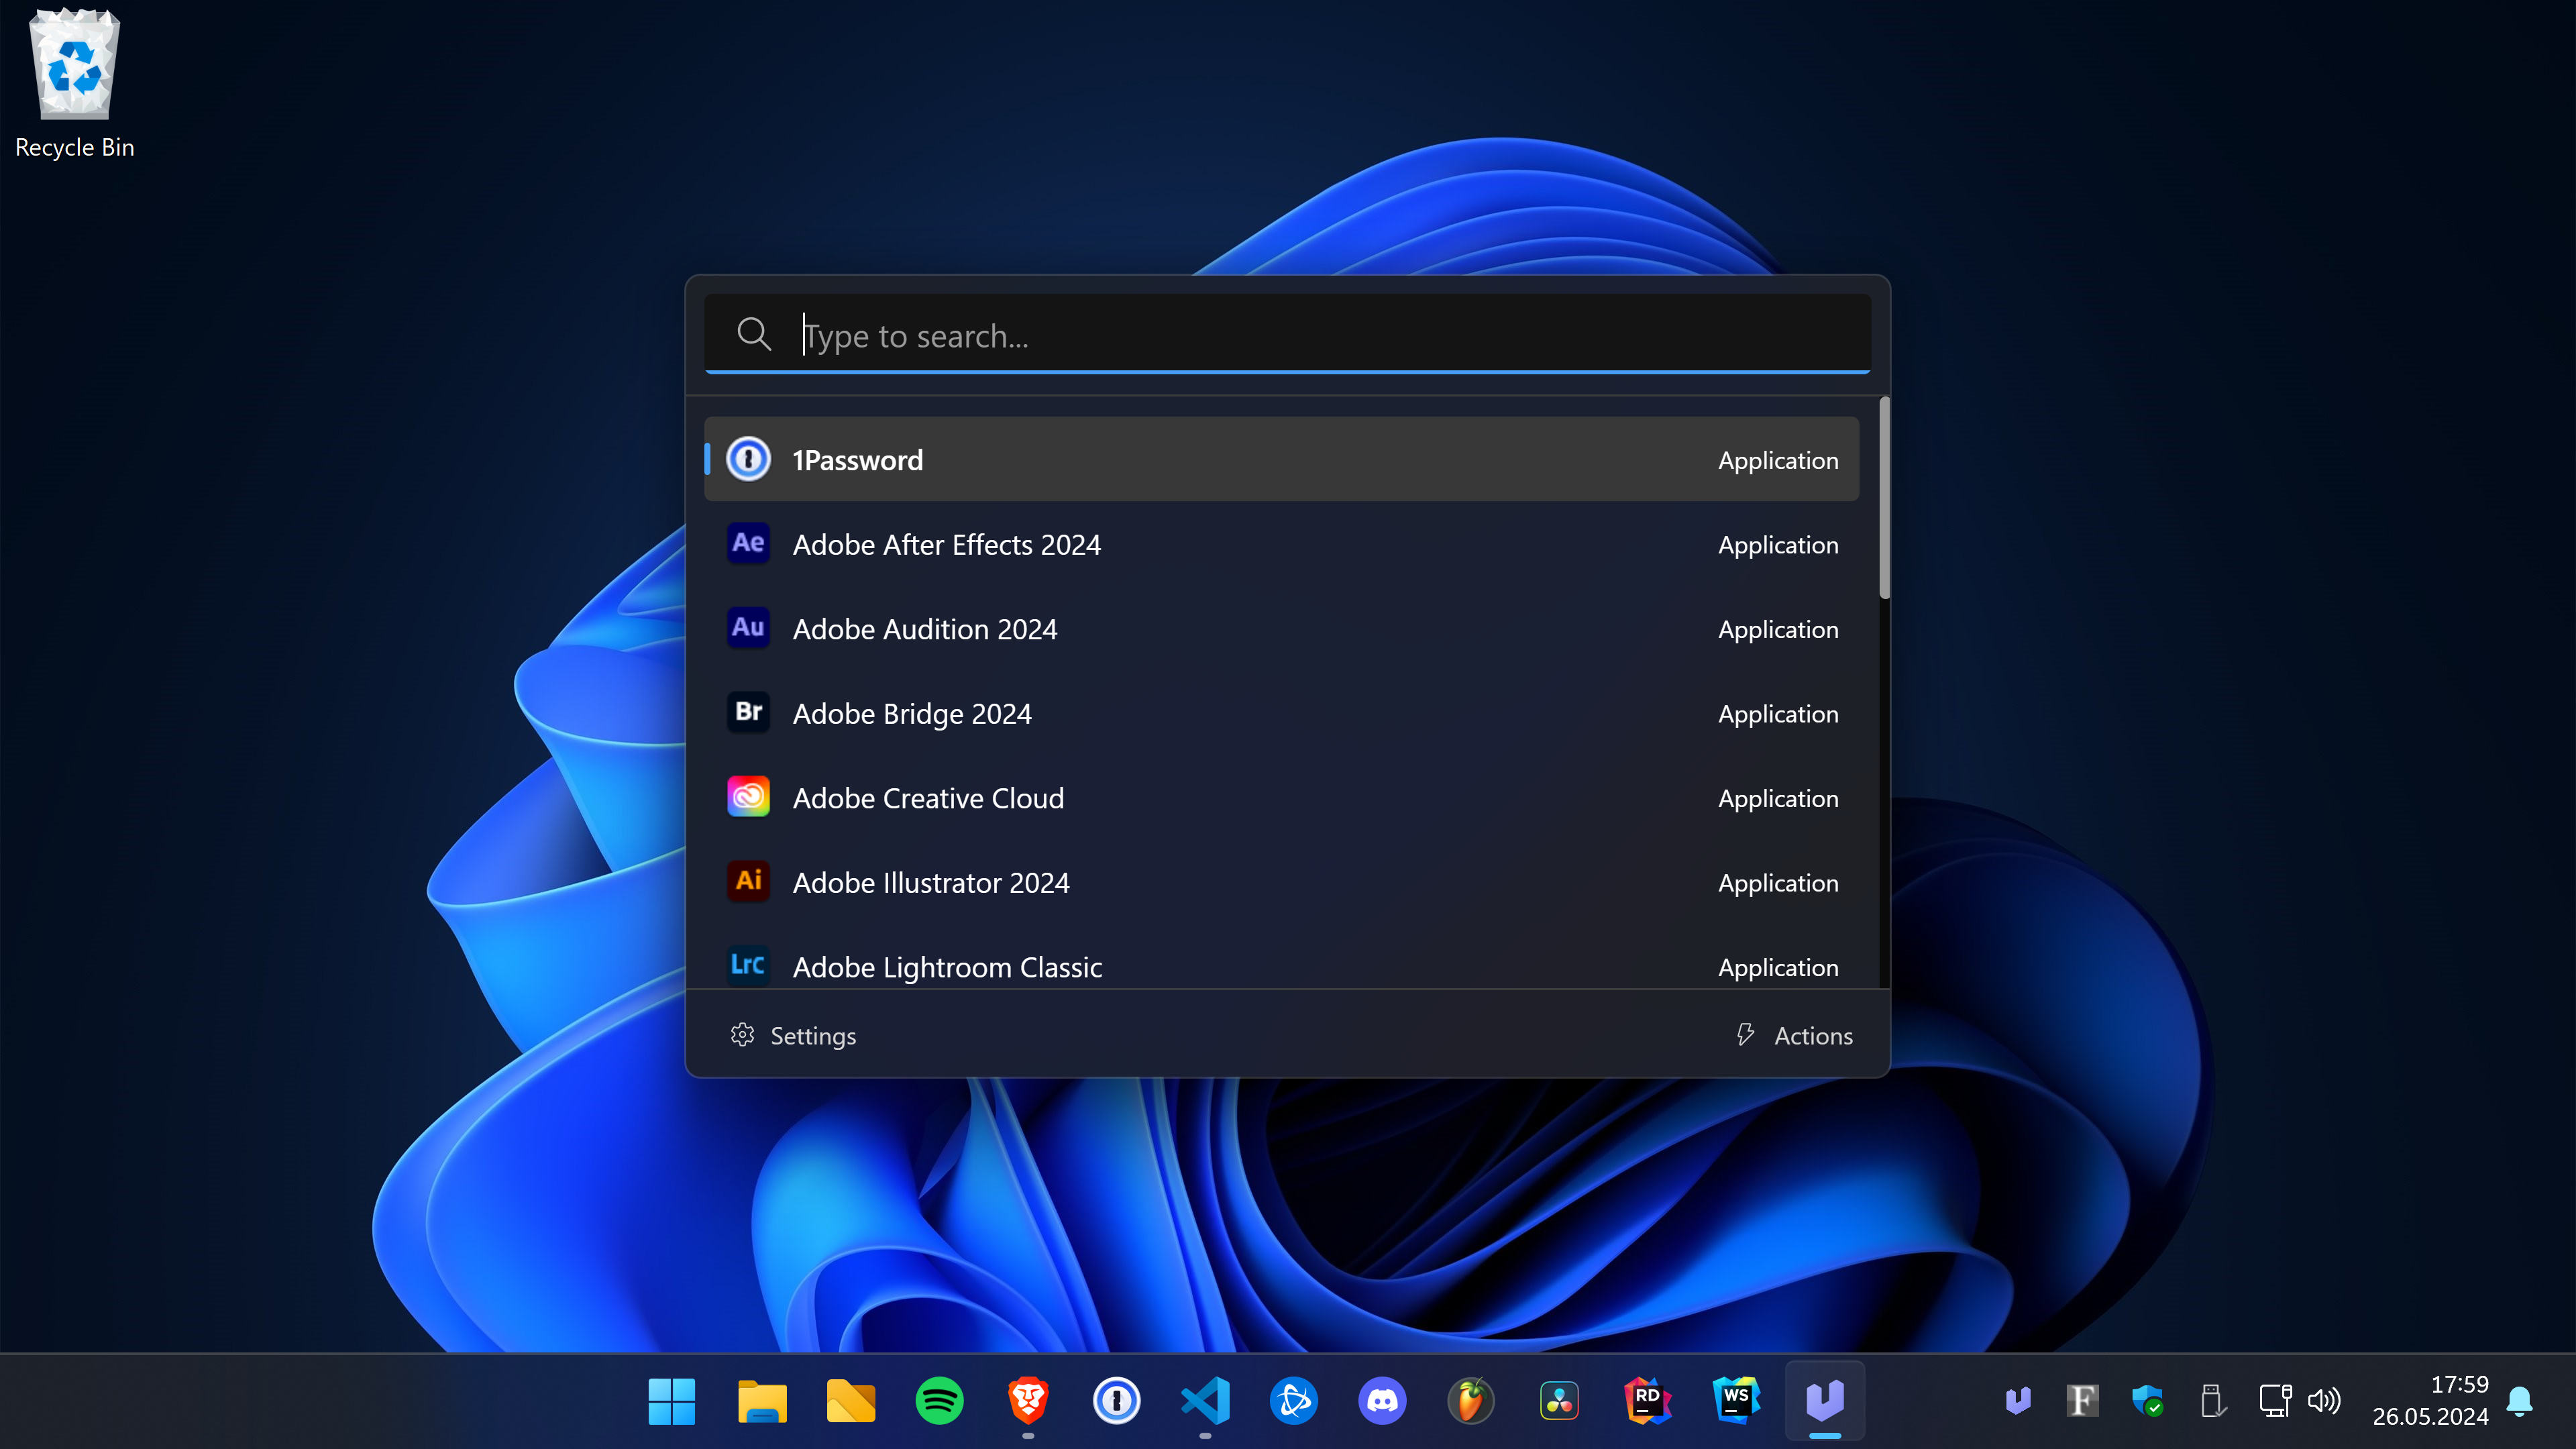 Recycle Bin
Type to search...
1Password Application
Ae Adobe After Effects 2024 Application
Au Adobe Audition 2024 Application
Br Adobe Bridge 2024 Application
Adobe Creative Cloud Application
Ai Adobe Illustrator 2024 Application
LrC Adobe Lightroom Classic Application
Settings Actions
RD WS F 17:59
26.05.2024